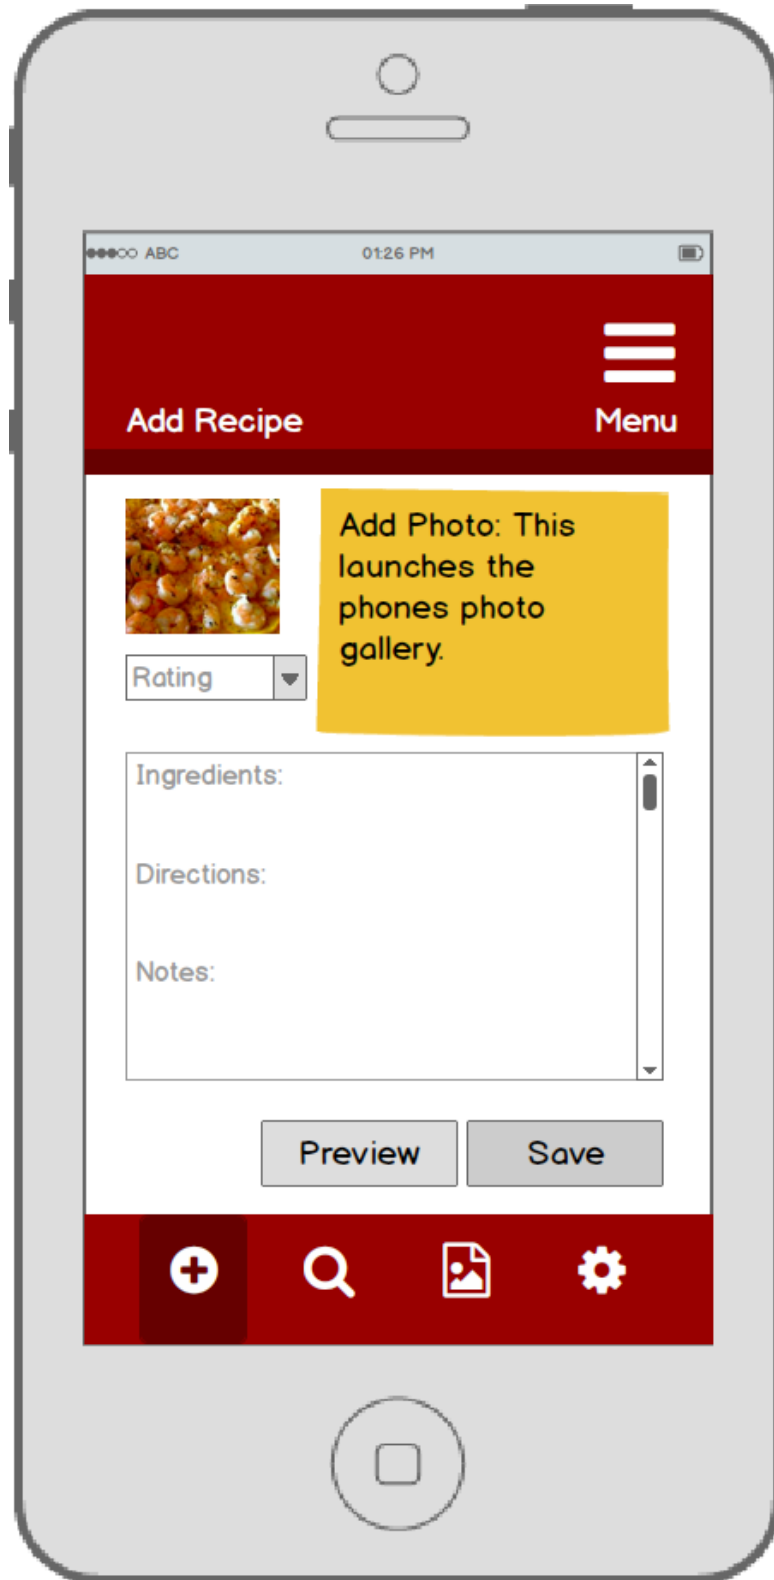 ABC 01:26 PM
Add Recipe Menu
Add Photo: This
launches the
phones photo
gallery.
Rating
Ingredients:
Directions:
Notes:
Preview Save